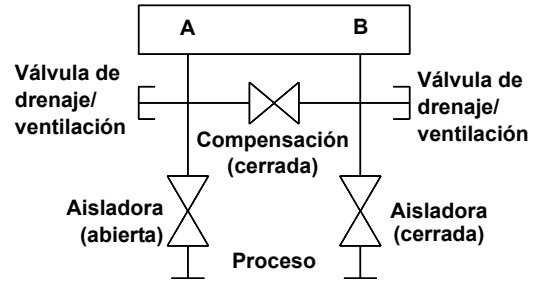 A
B
Válvula de
drenaje/
ventilación
Válvula de
drenaje/
ventilación
Compensación
(cerrada)
Aisladora
(abierta)
Aisladora
(cerrada)
Proceso